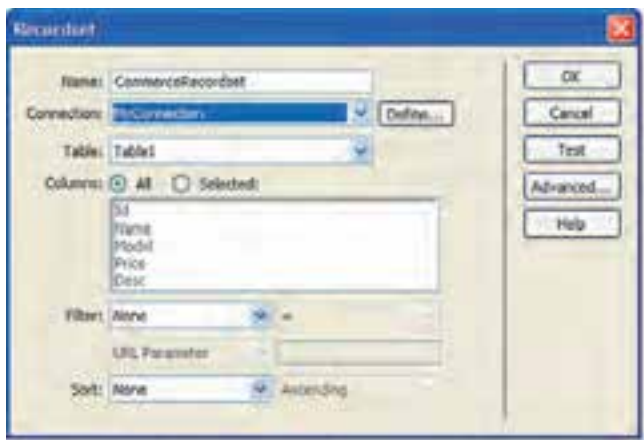 Recordset
Name: CommerceRecordset
OK
Connection: MyConnection
Define...
Cancel
Table: Table1
Test
Columns: All Selected:
Advanced...
Id
Name
Model
Price
Desc
Help
Filter: None =
URL Parameter
Sort: None Ascending